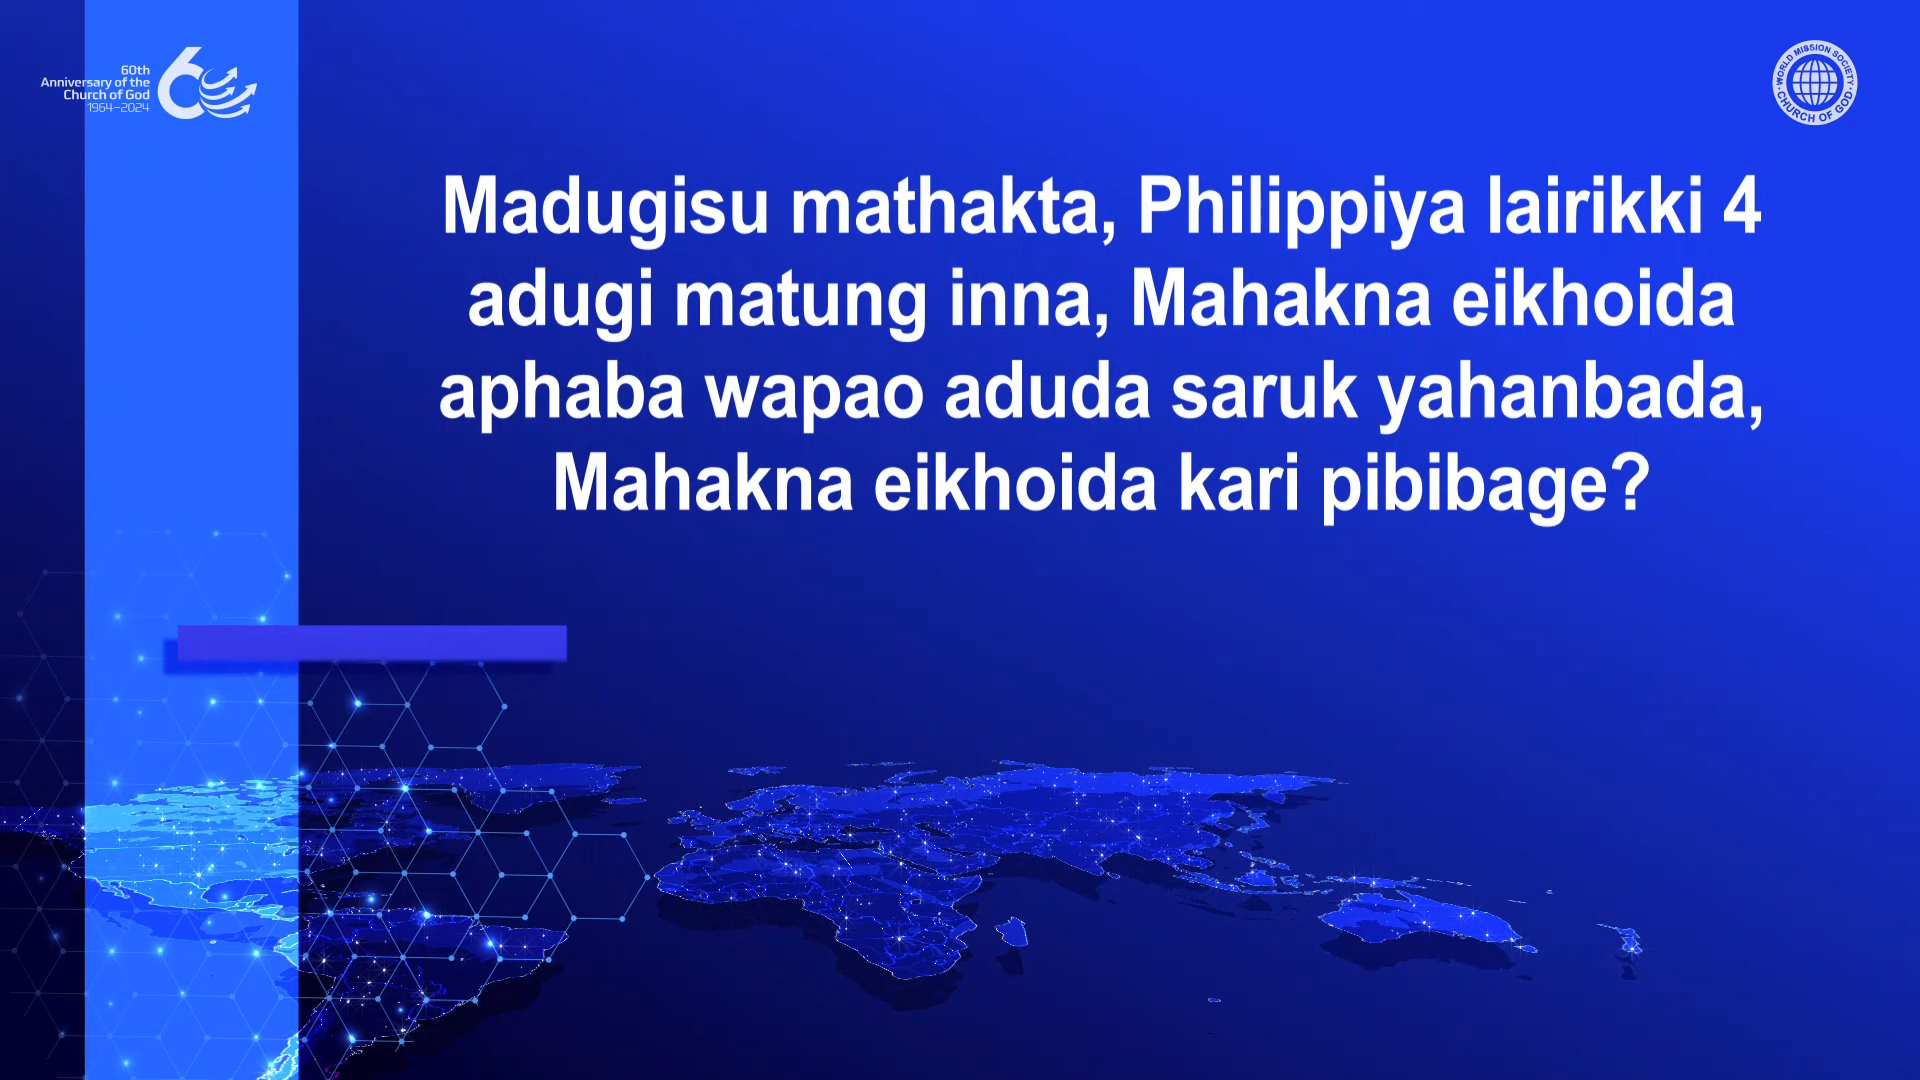 60th
Anniversary of the
Church of God
1964–2024
60
WORLD MISSION SOCIETY
CHURCH OF GOD
Madugisu mathakta, Philippiya lairikki 4
adugi matung inna, Mahakna eikhoida
aphaba wapao aduda saruk yahanbada,
Mahakna eikhoida kari pibibage?